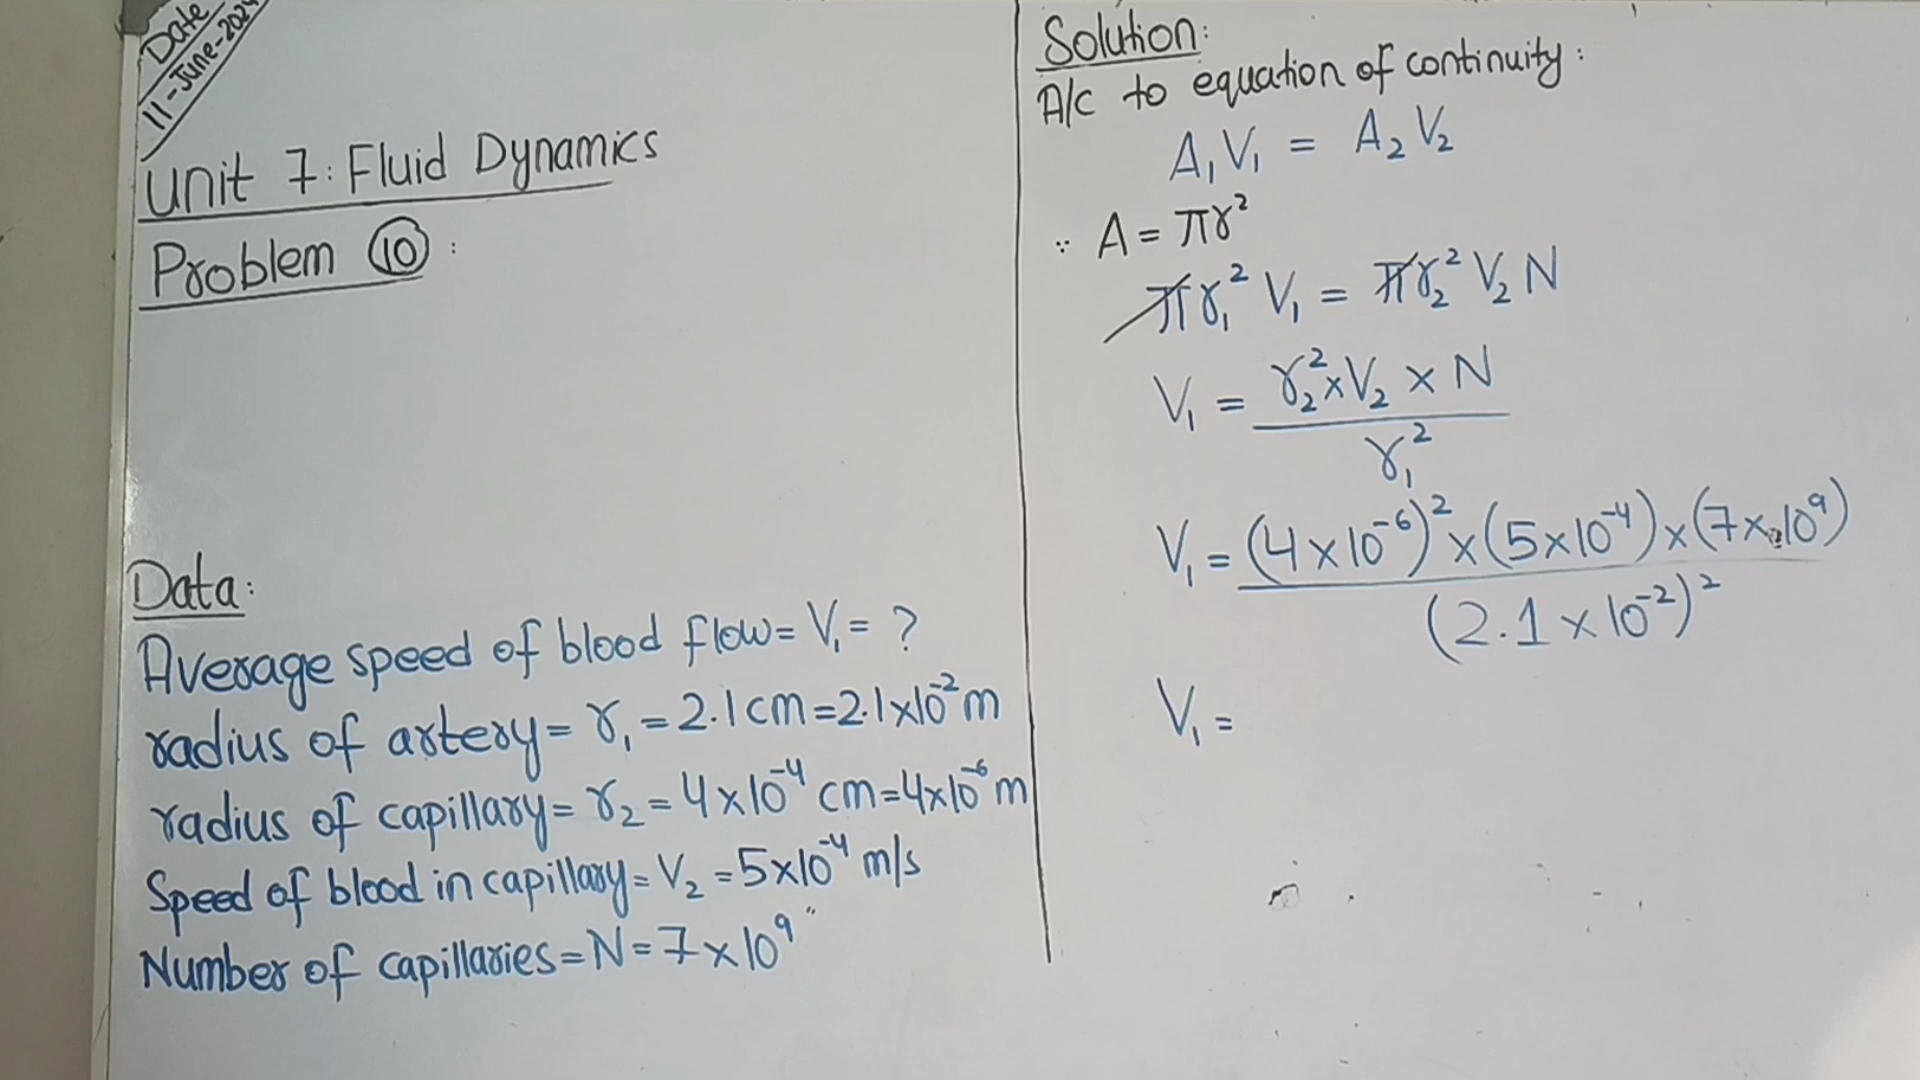 Date
11-June-2024
Unit 7: Fluid Dynamics
Problem 10 :
Data:
Average speed of blood flow = V₁ = ?
radius of artery = r₁ = 2.1 cm = 2.1×10⁻² m
radius of capillary = r₂ = 4×10⁻⁴ cm = 4×10⁻⁶ m
Speed of blood in capillary = V₂ = 5×10⁻⁴ m/s
Number of capillaries = N = 7×10⁹
Solution:
A/c to equation of continuity:
A₁V₁ = A₂V₂
∵ A = πr²
πr₁² V₁ = πr₂² V₂ N
V₁ = r₂² × V₂ × N
r₁²
V₁ = (4×10⁻⁶)² × (5×10⁻⁴) × (7×10⁹)
(2.1×10⁻²)²
V₁ =